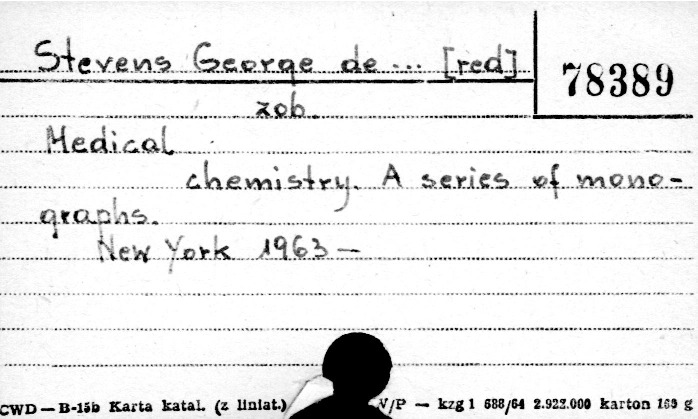 Stevens George de ... [red]
78389
zob.
Medical
chemistry. A series of mono-
graphs.
New York 1963 —
CWD — B-15b Karta katal. (z liniat.) V/P — kzg 1 688/64 2.923.000 karton 169 g